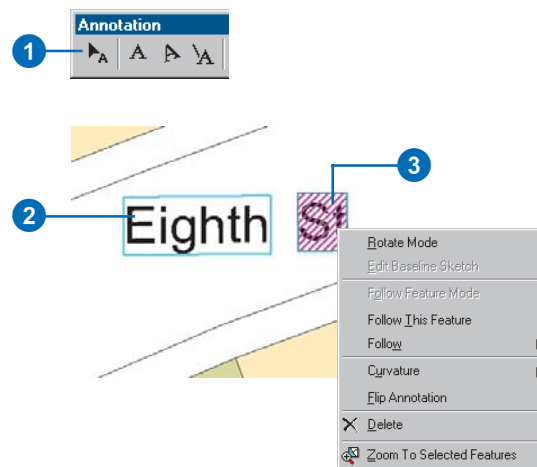 Annotation
1
A A A \A
3
2
Eighth St
Rotate Mode
Edit Baseline Sketch
Follow Feature Mode
Follow This Feature
Follow
Curvature
Flip Annotation
Delete
Zoom To Selected Features